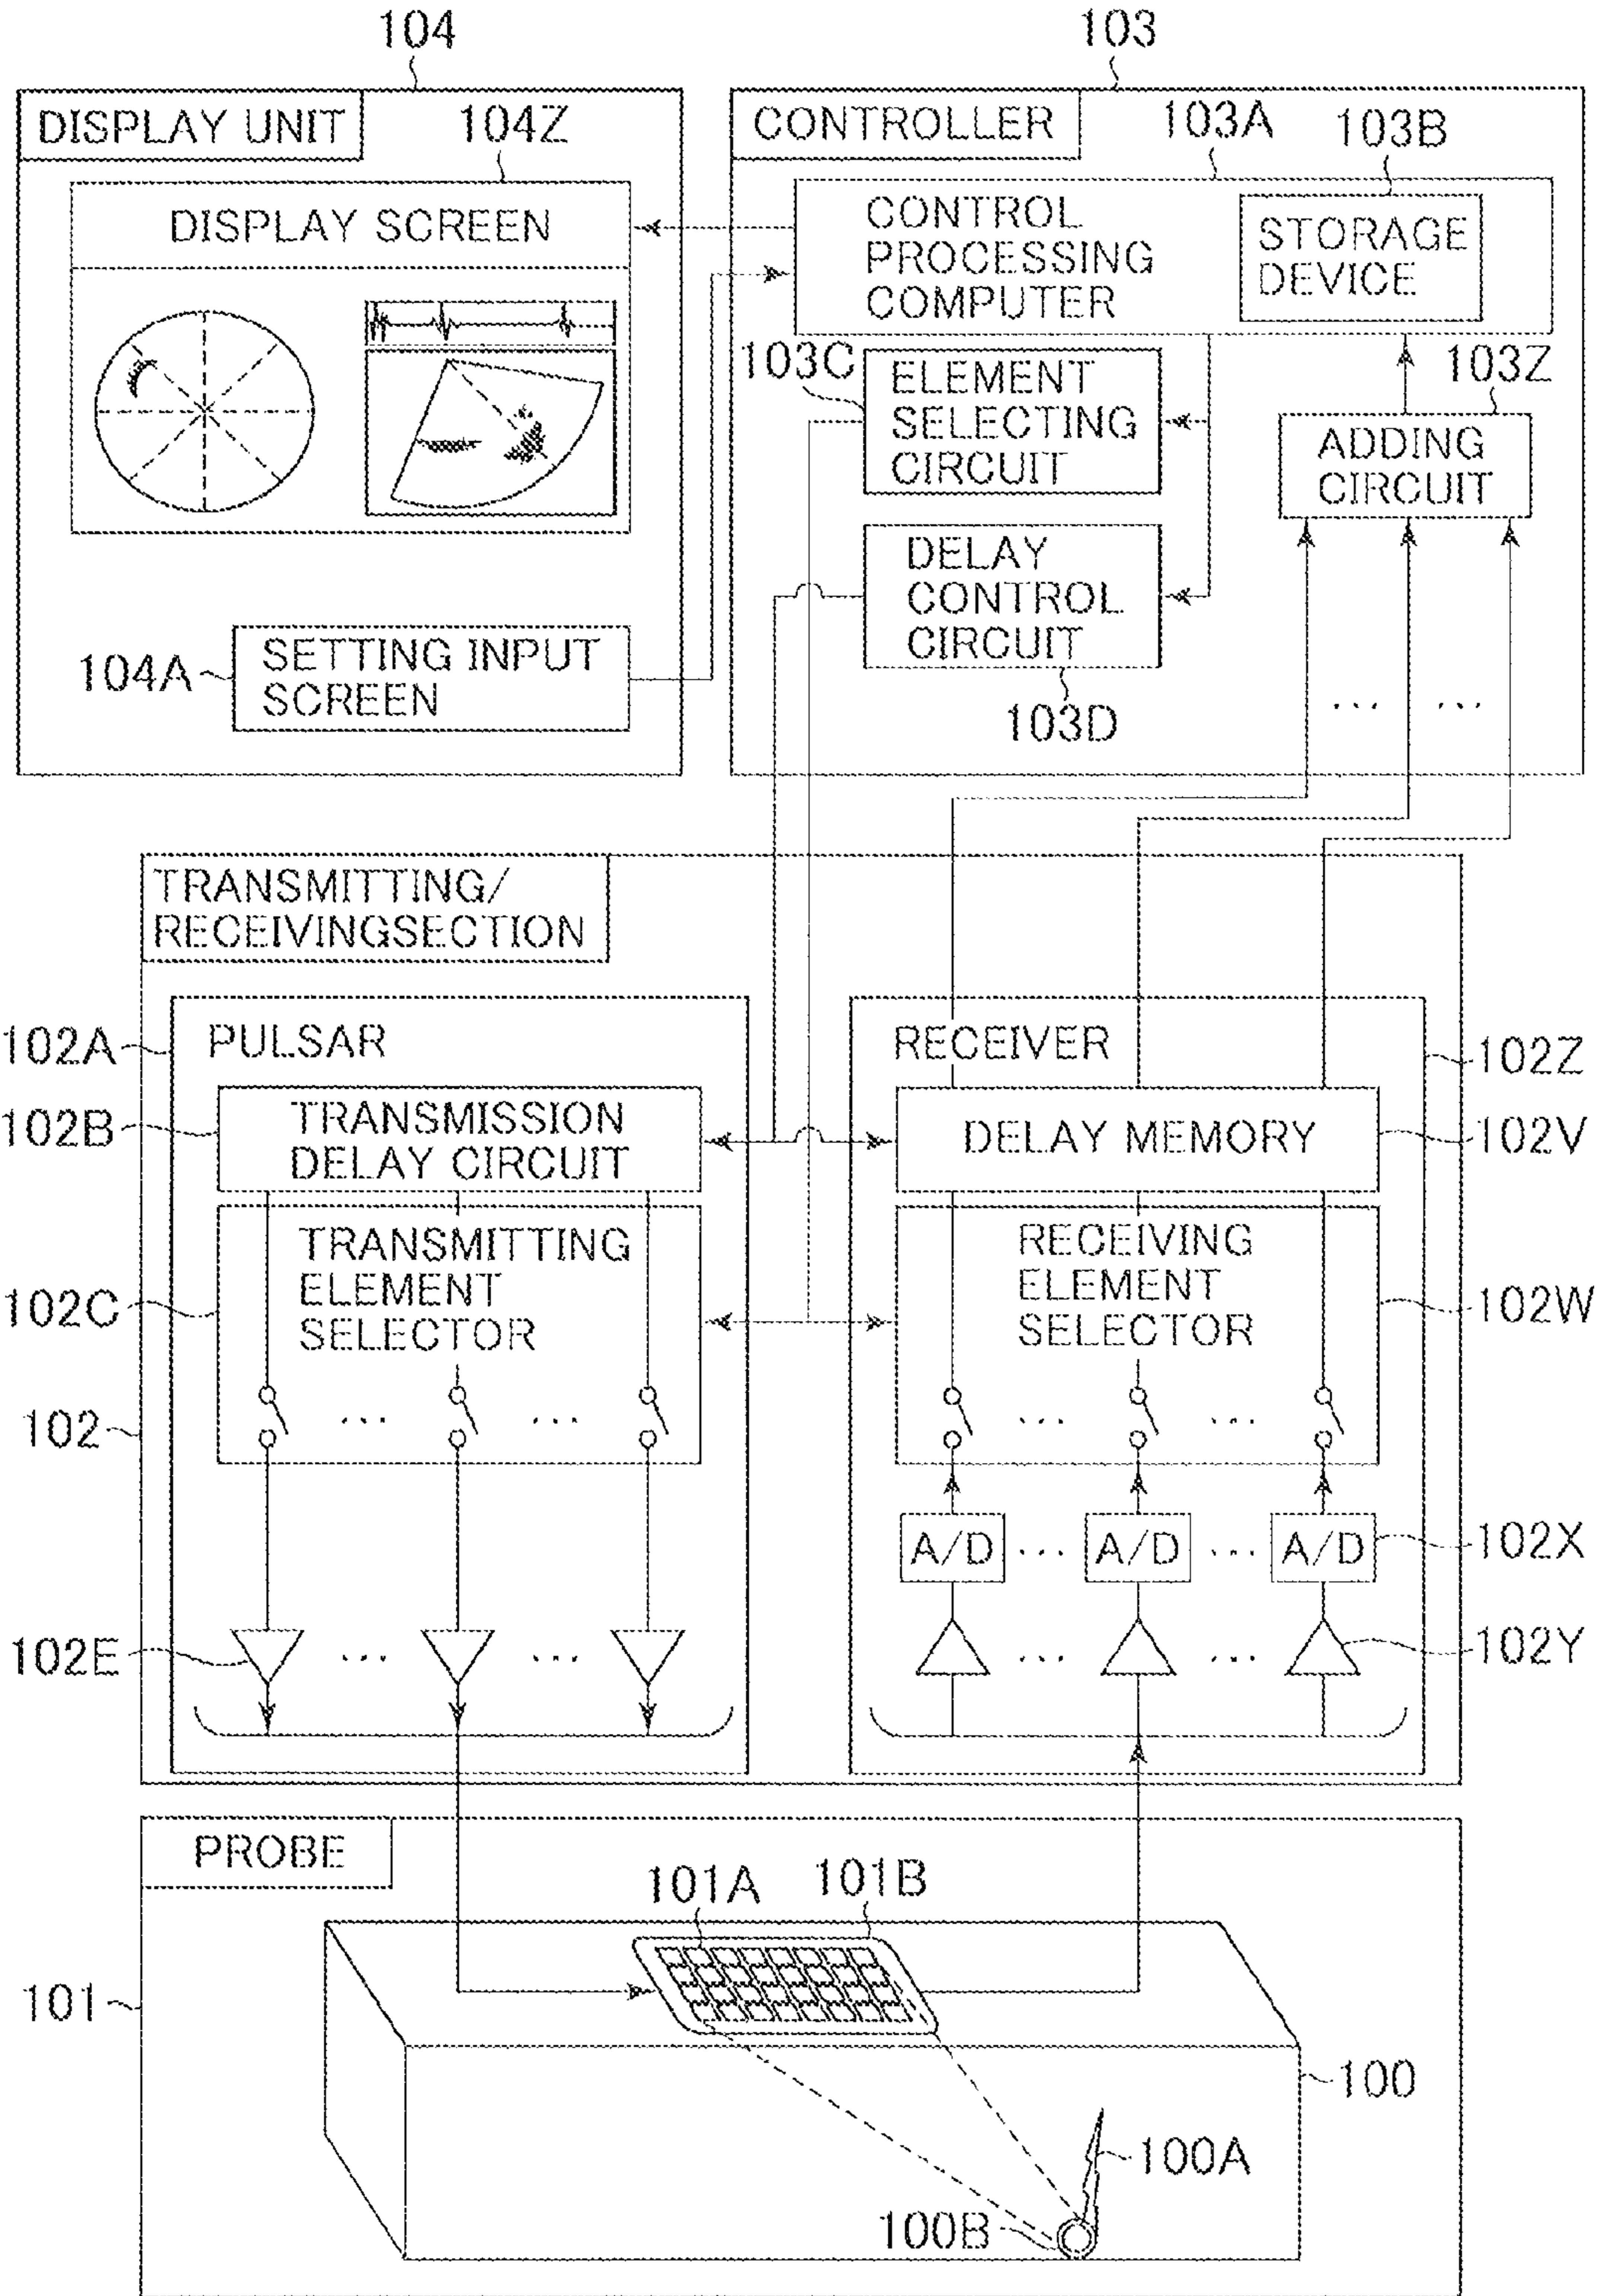 104
103
DISPLAY UNIT
104Z
CONTROLLER
103A
103B
DISPLAY SCREEN
CONTROL
PROCESSING
COMPUTER
STORAGE
DEVICE
103C
ELEMENT
SELECTING
CIRCUIT
103Z
ADDING
CIRCUIT
DELAY
CONTROL
CIRCUIT
104A
SETTING INPUT
SCREEN
103D
... ...
TRANSMITTING/
RECEIVINGSECTION
102A
PULSAR
RECEIVER
102Z
102B
TRANSMISSION
DELAY CIRCUIT
DELAY MEMORY
102V
102C
TRANSMITTING
ELEMENT
SELECTOR
RECEIVING
ELEMENT
SELECTOR
102W
102
... ... ... ...
A/D ... A/D ... A/D
102X
102E
... ... ... ...
102Y
PROBE
101A
101B
101
100
100A
100B